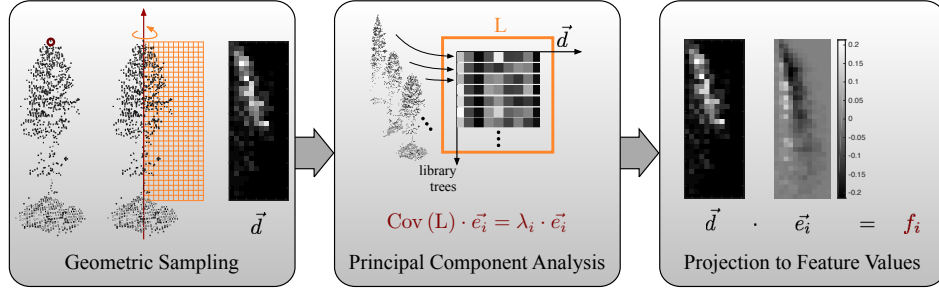 d⃗
Geometric Sampling
L
d⃗
library
trees
Cov (L) · e⃗ᵢ = λᵢ · e⃗ᵢ
Principal Component Analysis
0.2
0.15
0.1
0.05
0
-0.05
-0.1
-0.15
-0.2
d⃗ · e⃗ᵢ = fᵢ
Projection to Feature Values